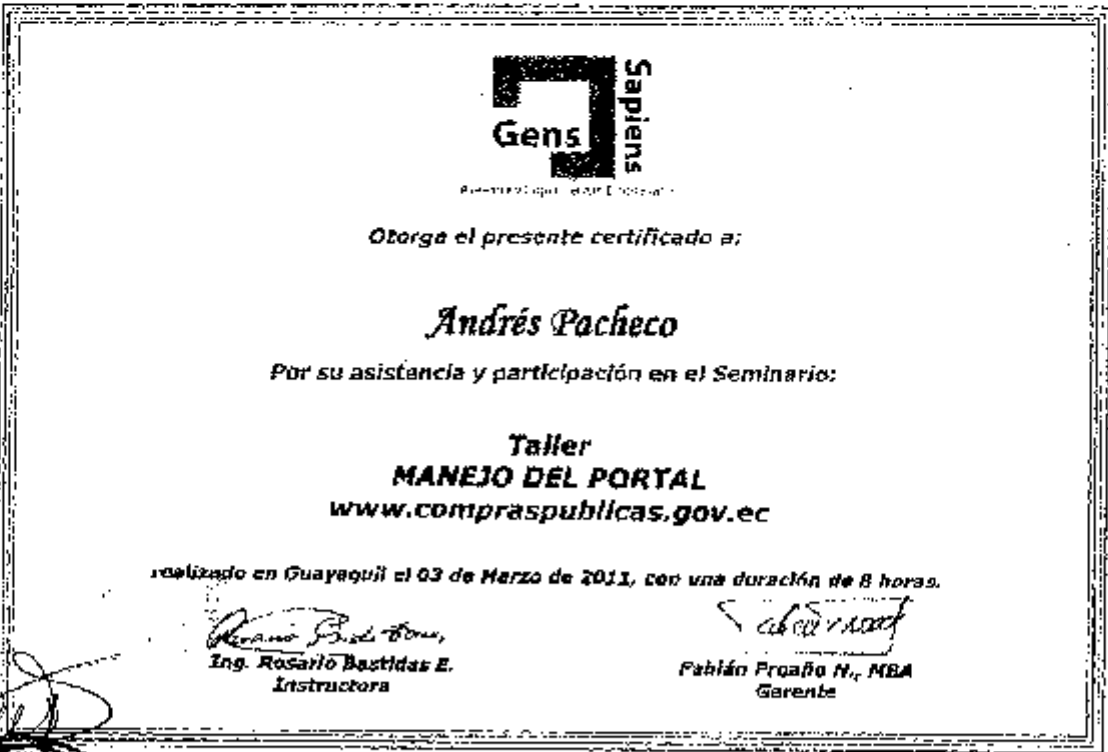 Gens
Sapiens
Otorga el presente certificado a:
Andrés Pacheco
Por su asistencia y participación en el Seminario:
Taller
MANEJO DEL PORTAL
www.compraspublicas.gov.ec
realizado en Guayaquil el 03 de Marzo de 2011, con una duración de 8 horas.
Ing. Rosario Bastidas E.
Instructora
Fabián Proaño N., MBA
Gerente